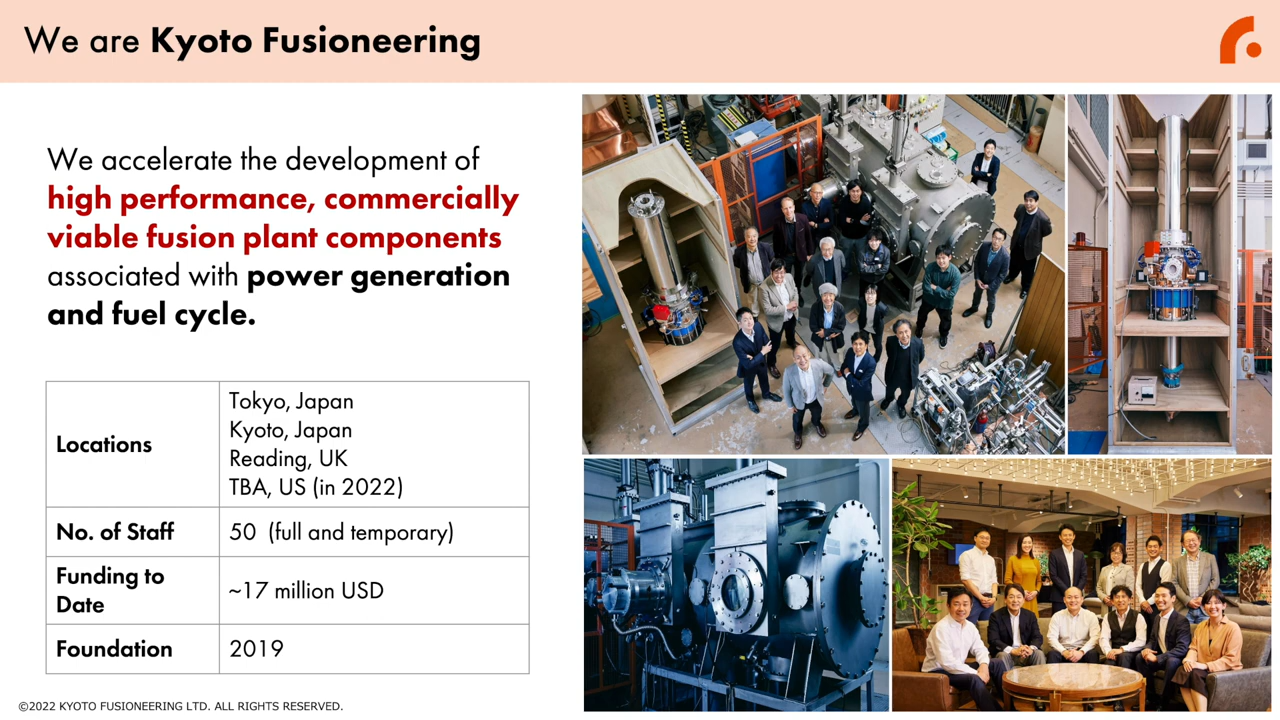 We are Kyoto Fusioneering
We accelerate the development of
high performance, commercially
viable fusion plant components
associated with power generation
and fuel cycle.
Locations
Tokyo, Japan
Kyoto, Japan
Reading, UK
TBA, US (in 2022)
No. of Staff
50 (full and temporary)
Funding to
Date
~17 million USD
Foundation
2019
©2022 KYOTO FUSIONEERING LTD. ALL RIGHTS RESERVED.